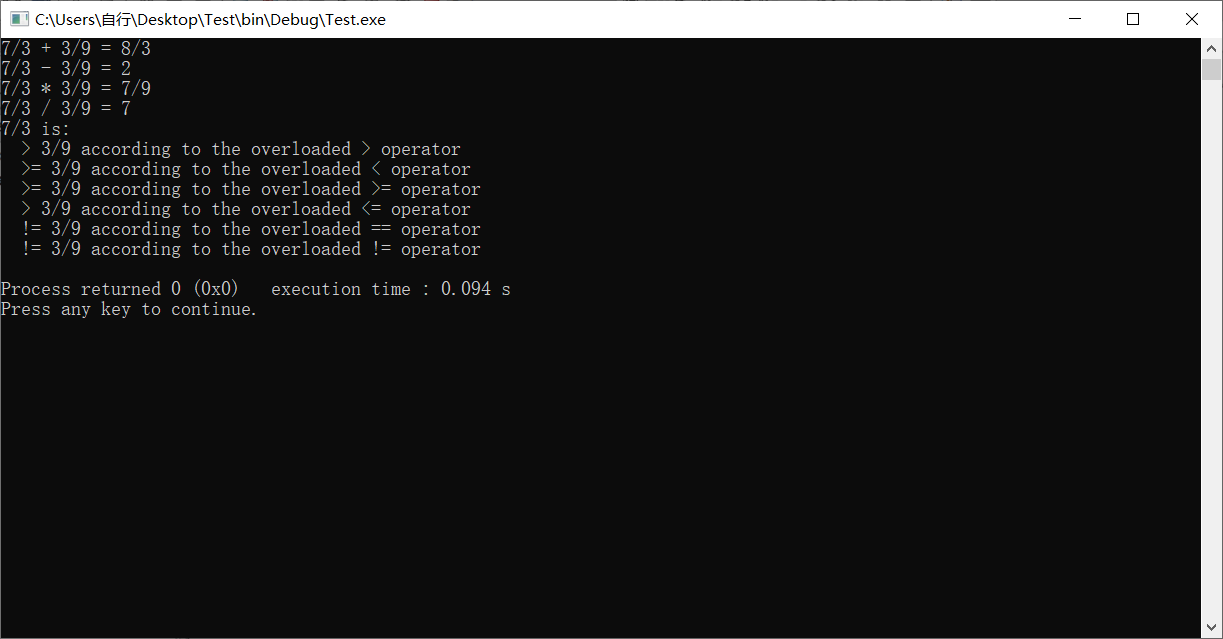 C:\Users\自行\Desktop\Test\bin\Debug\Test.exe
7/3 + 3/9 = 8/3
7/3 - 3/9 = 2
7/3 * 3/9 = 7/9
7/3 / 3/9 = 7
7/3 is:
  > 3/9 according to the overloaded > operator
  >= 3/9 according to the overloaded < operator
  >= 3/9 according to the overloaded >= operator
  > 3/9 according to the overloaded <= operator
  != 3/9 according to the overloaded == operator
  != 3/9 according to the overloaded != operator

Process returned 0 (0x0)   execution time : 0.094 s
Press any key to continue.